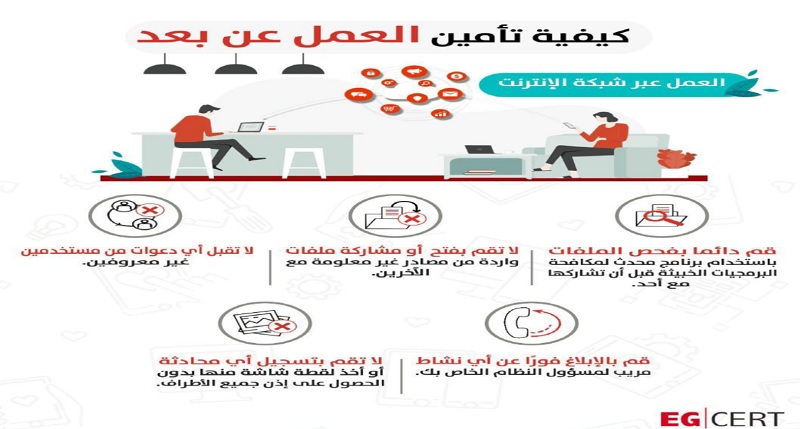 كيفية تأمين العمل عن بعد
العمل عبر شبكة الإنترنت
قم دائما بفحص الملفات
باستخدام برنامج محدث لمكافحة
البرمجيات الخبيثة قبل أن تشاركها
مع أحد.
لا تقم بفتح أو مشاركة ملفات
واردة من مصادر غير معلومة مع
الآخرين.
لا تقبل أي دعوات من مستخدمين
غير معروفين.
قم بالإبلاغ فورًا عن أي نشاط
مريب لمسؤول النظام الخاص بك.
لا تقم بتسجيل أي محادثة
أو أخذ لقطة شاشة منها بدون
الحصول على إذن جميع الأطراف.
EG|CERT